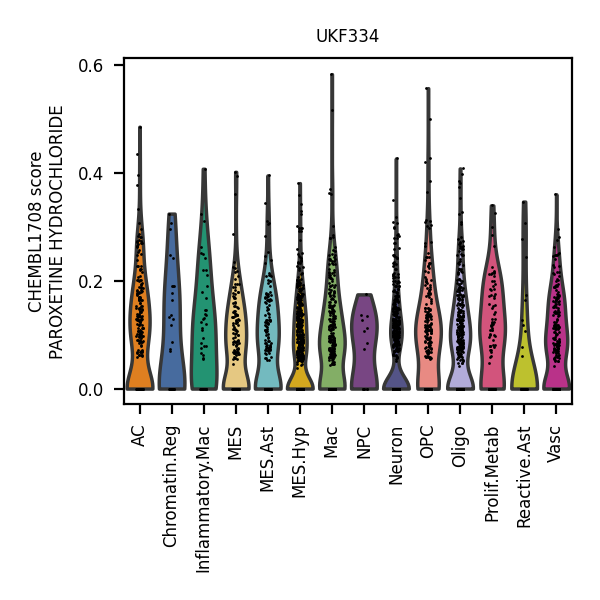 UKF334
CHEMBL1708 score
PAROXETINE HYDROCHLORIDE
0.6
0.4
0.2
0.0
AC
Chromatin.Reg
Inflammatory.Mac
MES
MES.Ast
MES.Hyp
Mac
NPC
Neuron
OPC
Oligo
Prolif.Metab
Reactive.Ast
Vasc